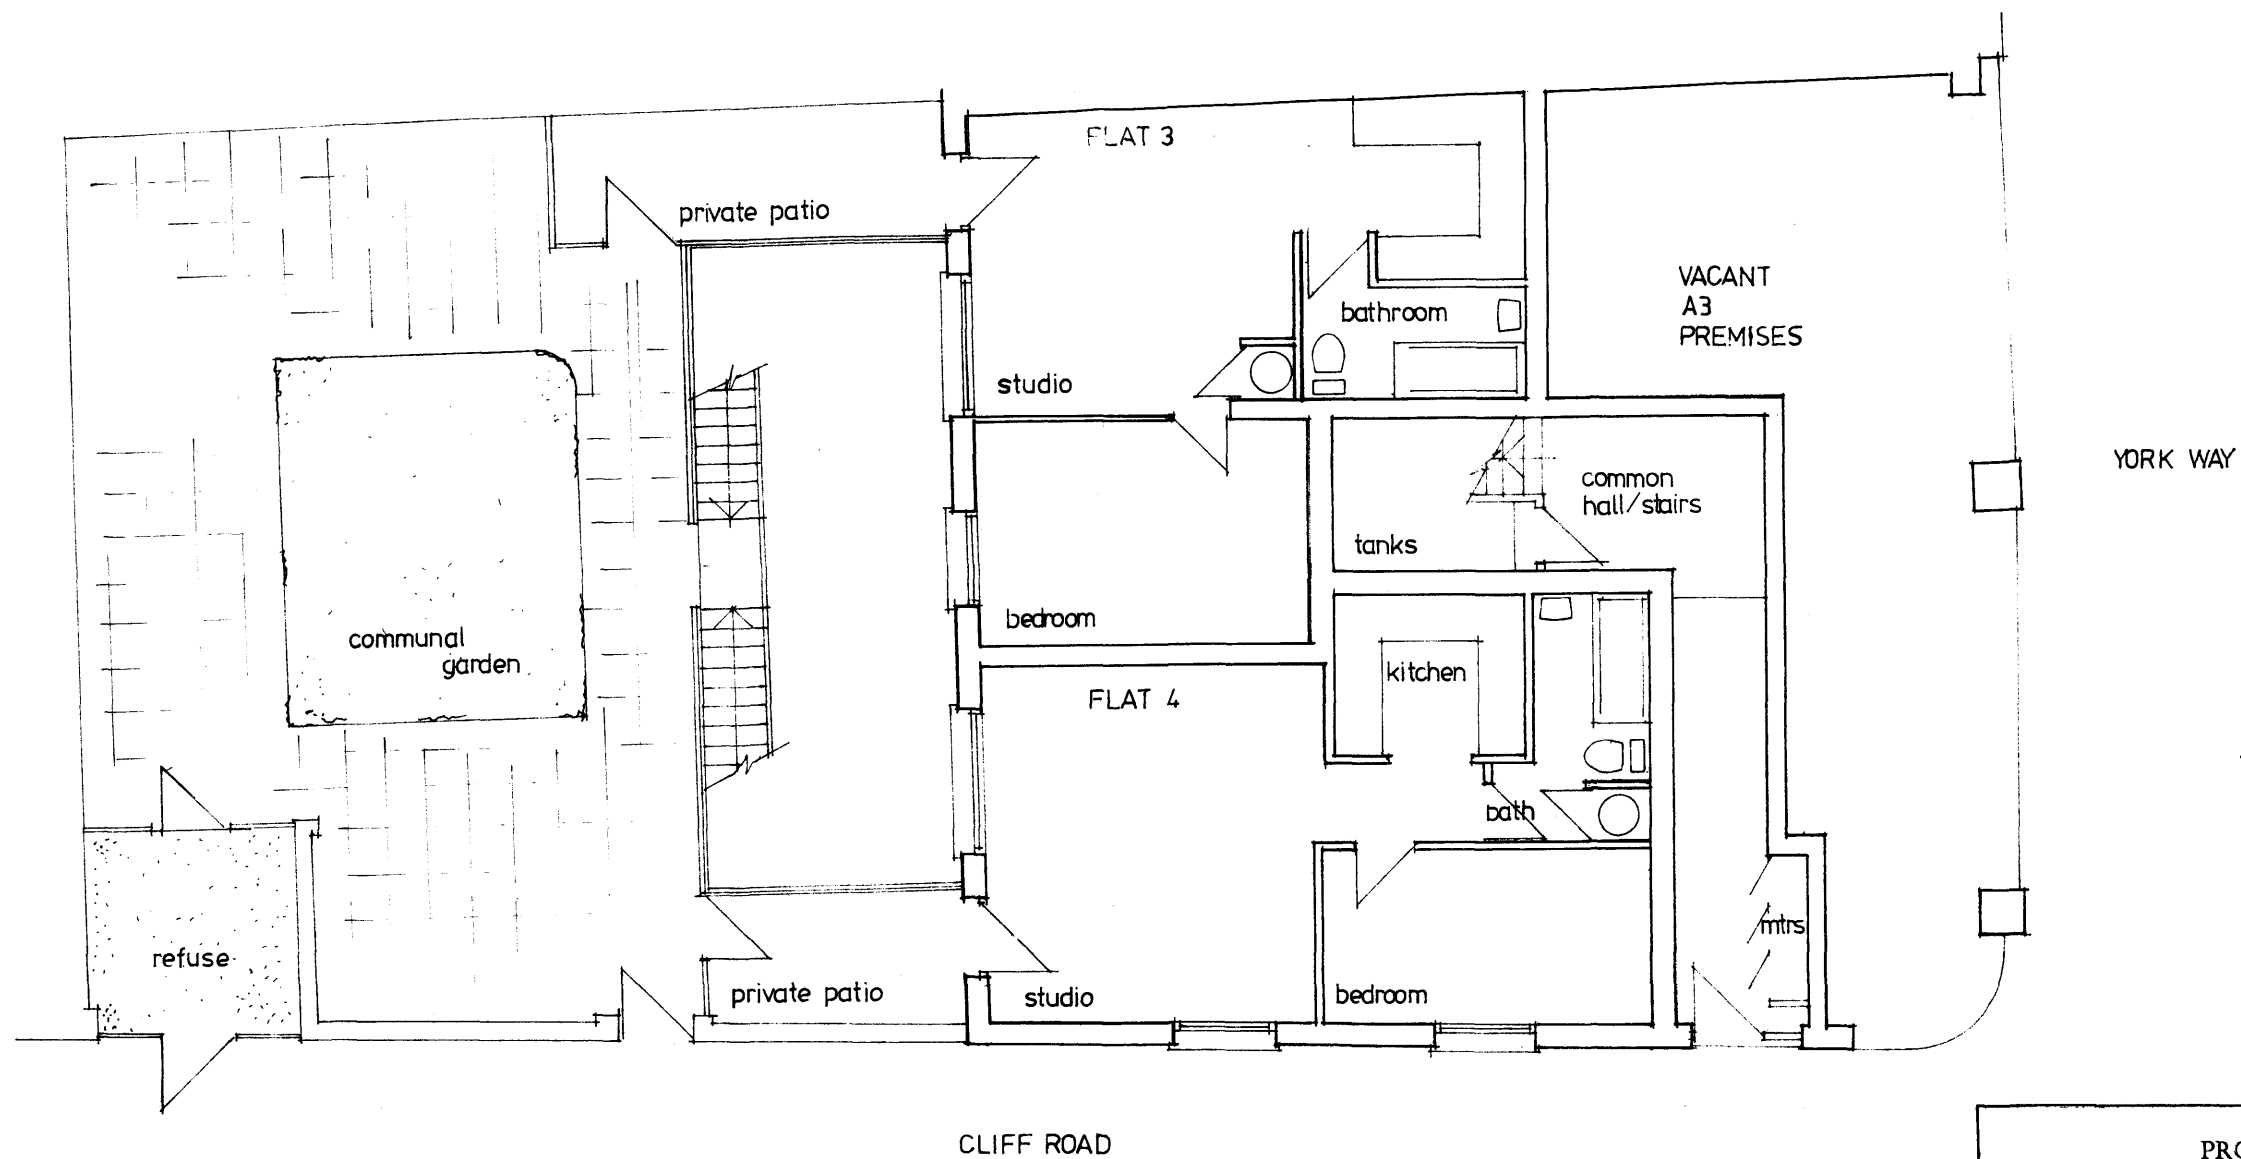 FLAT 3
private patio
VACANT
A3
PREMISES
bathroom
studio
YORK WAY
common
hall/stairs
tanks
bedroom
communal
garden
kitchen
FLAT 4
bath
mtrs
refuse
private patio
studio
bedroom
CLIFF ROAD
PRO